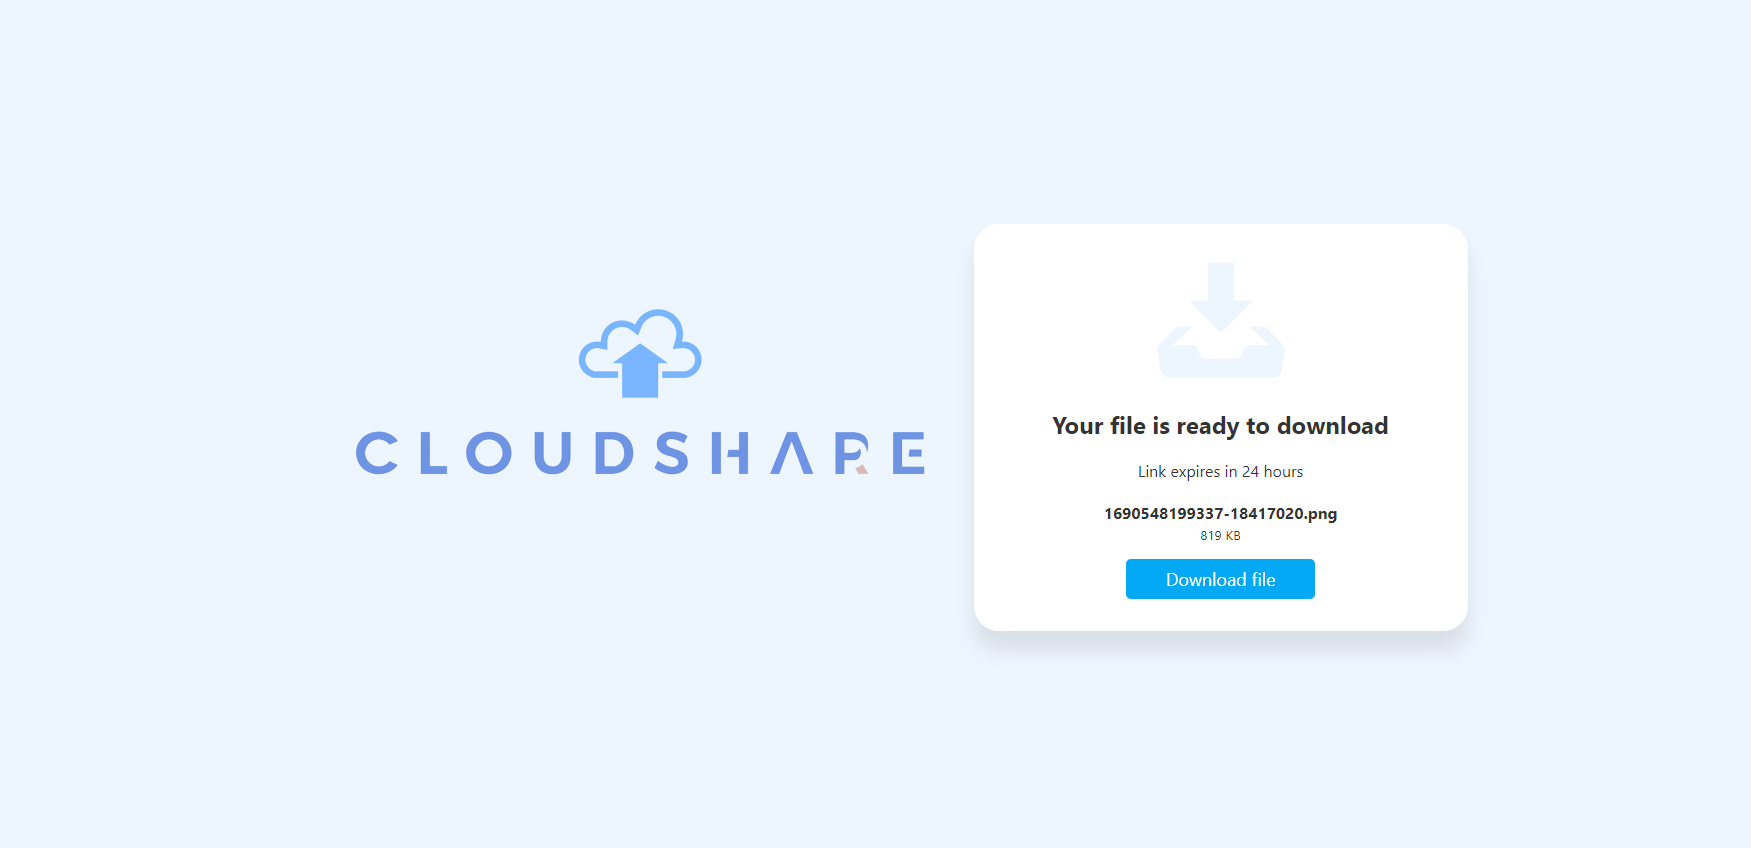 CLOUDSHARE
Your file is ready to download
Link expires in 24 hours
1690548199337-18417020.png
819 KB
Download file